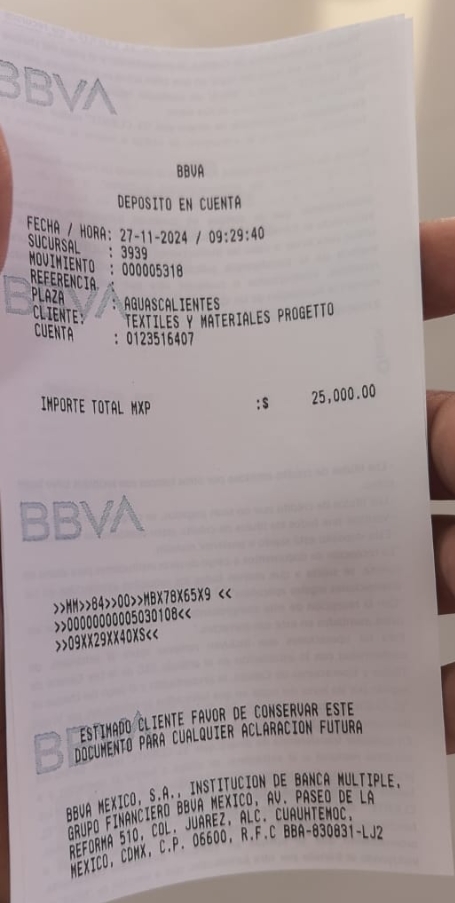 BBVA
BBVA
DEPOSITO EN CUENTA
FECHA / HORA: 27-11-2024 / 09:29:40
SUCURSAL : 3939
MOVIMIENTO : 000005318
REFERENCIA :
PLAZA : AGUASCALIENTES
CLIENTE: TEXTILES Y MATERIALES PROGETTO
CUENTA : 0123516407
BBVA
IMPORTE TOTAL MXP :$ 25,000.00
BBVA
>>MM>>84>>00>>MBX78X65X9 <<
>>00000000005030108<<
>>09XX29XX40XS<<
BBVA
ESTIMADO CLIENTE FAVOR DE CONSERVAR ESTE
DOCUMENTO PARA CUALQUIER ACLARACION FUTURA
BBVA MEXICO, S.A., INSTITUCION DE BANCA MULTIPLE,
GRUPO FINANCIERO BBVA MEXICO, AV. PASEO DE LA
REFORMA 510, COL. JUAREZ, ALC. CUAUHTEMOC,
MEXICO, CDMX, C.P. 06600, R.F.C BBA-830831-LJ2